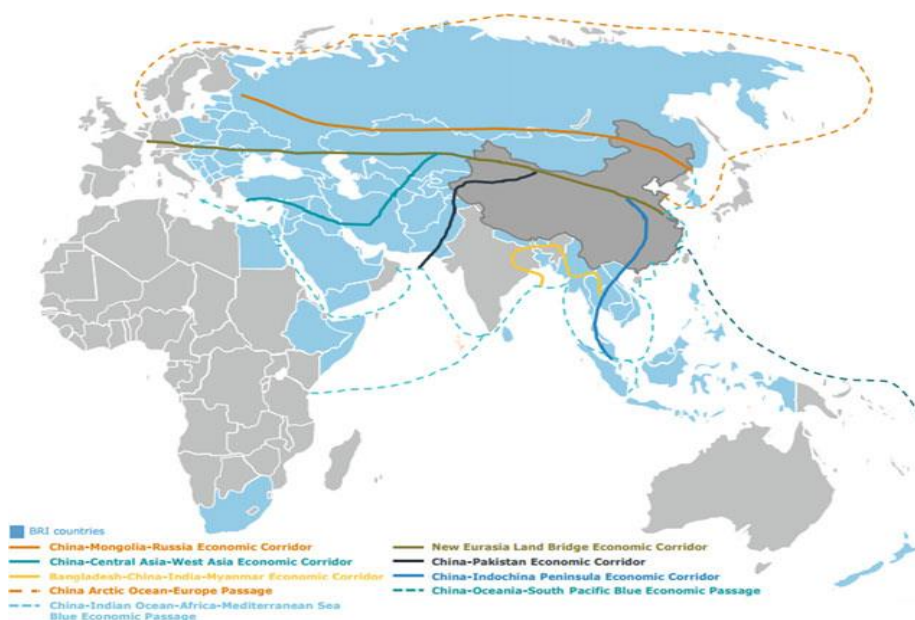 BRI countries
China-Mongolia-Russia Economic Corridor
China-Central Asia-West Asia Economic Corridor
Bangladesh-China-India-Myanmar Economic Corridor
China Arctic Ocean-Europe Passage
China-Indian Ocean-Africa-Mediterranean Sea
Blue Economic Passage
New Eurasia Land Bridge Economic Corridor
China-Pakistan Economic Corridor
China-Indochina Peninsula Economic Corridor
China-Oceania-South Pacific Blue Economic Passage